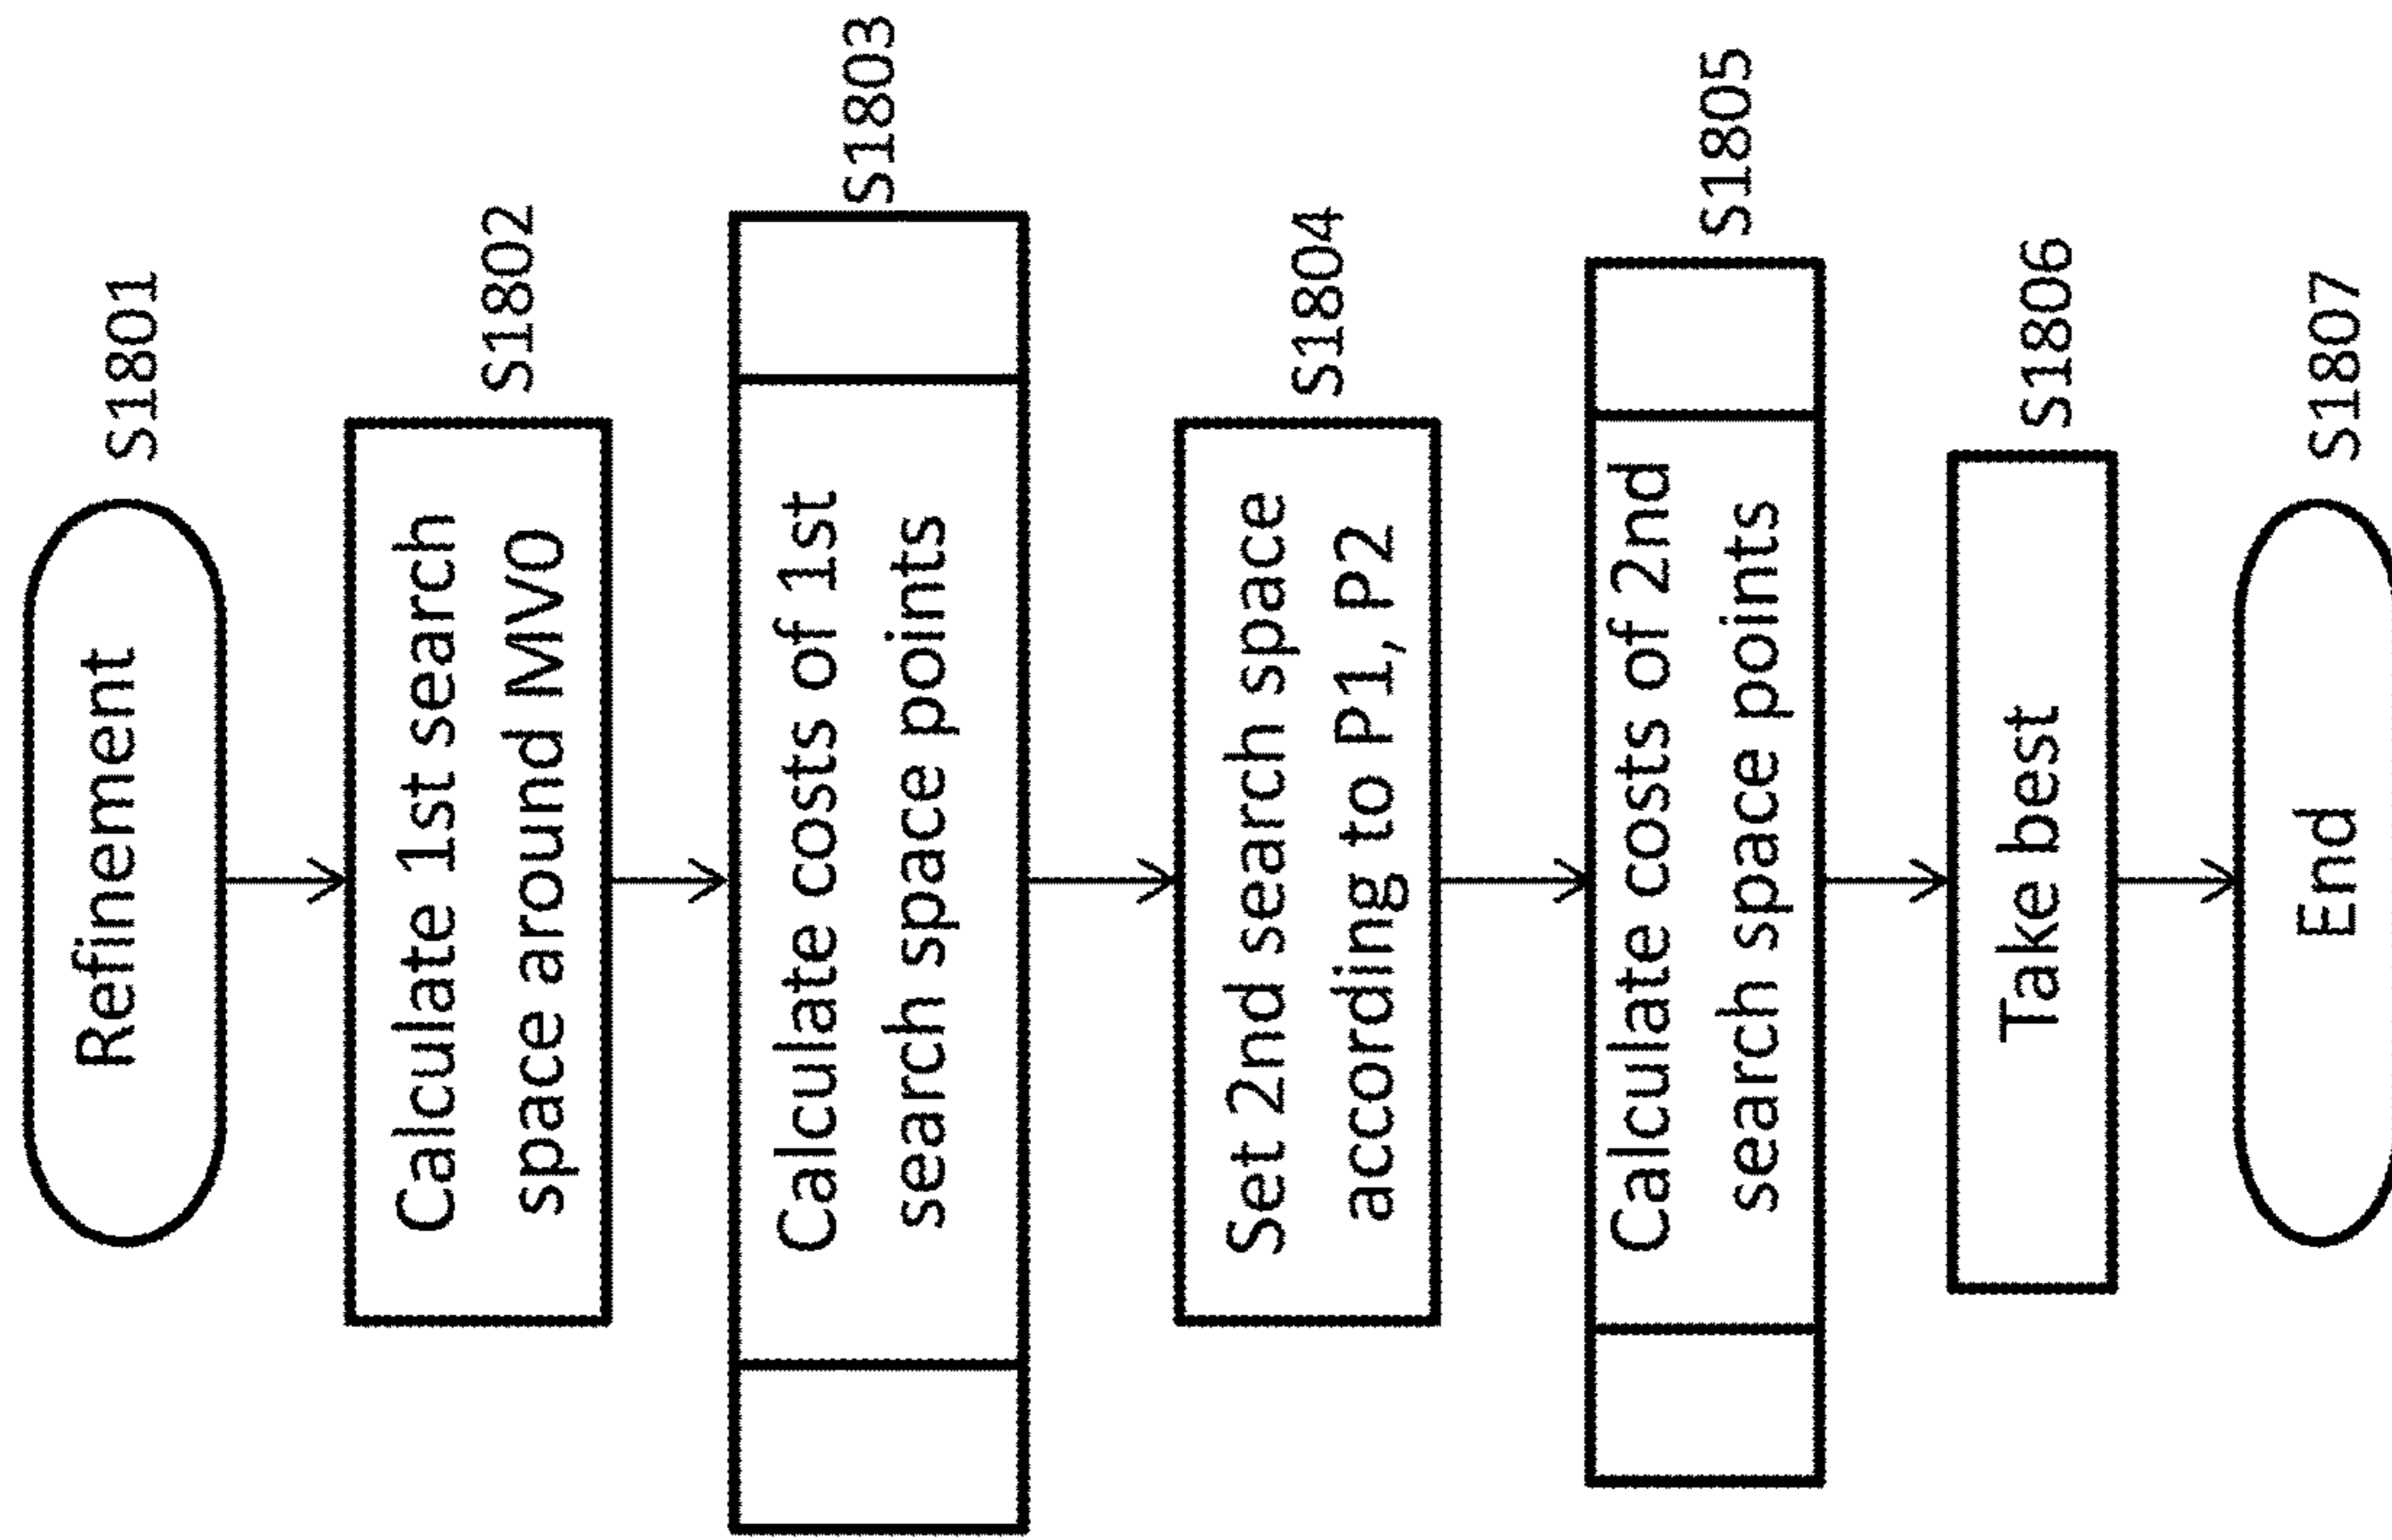 Refinement
S1801
Calculate 1st search
space around MV0
S1802
Calculate costs of 1st
search space points
S1803
Set 2nd search space
according to P1, P2
S1804
Calculate costs of 2nd
search space points
S1805
Take best
S1806
End
S1807